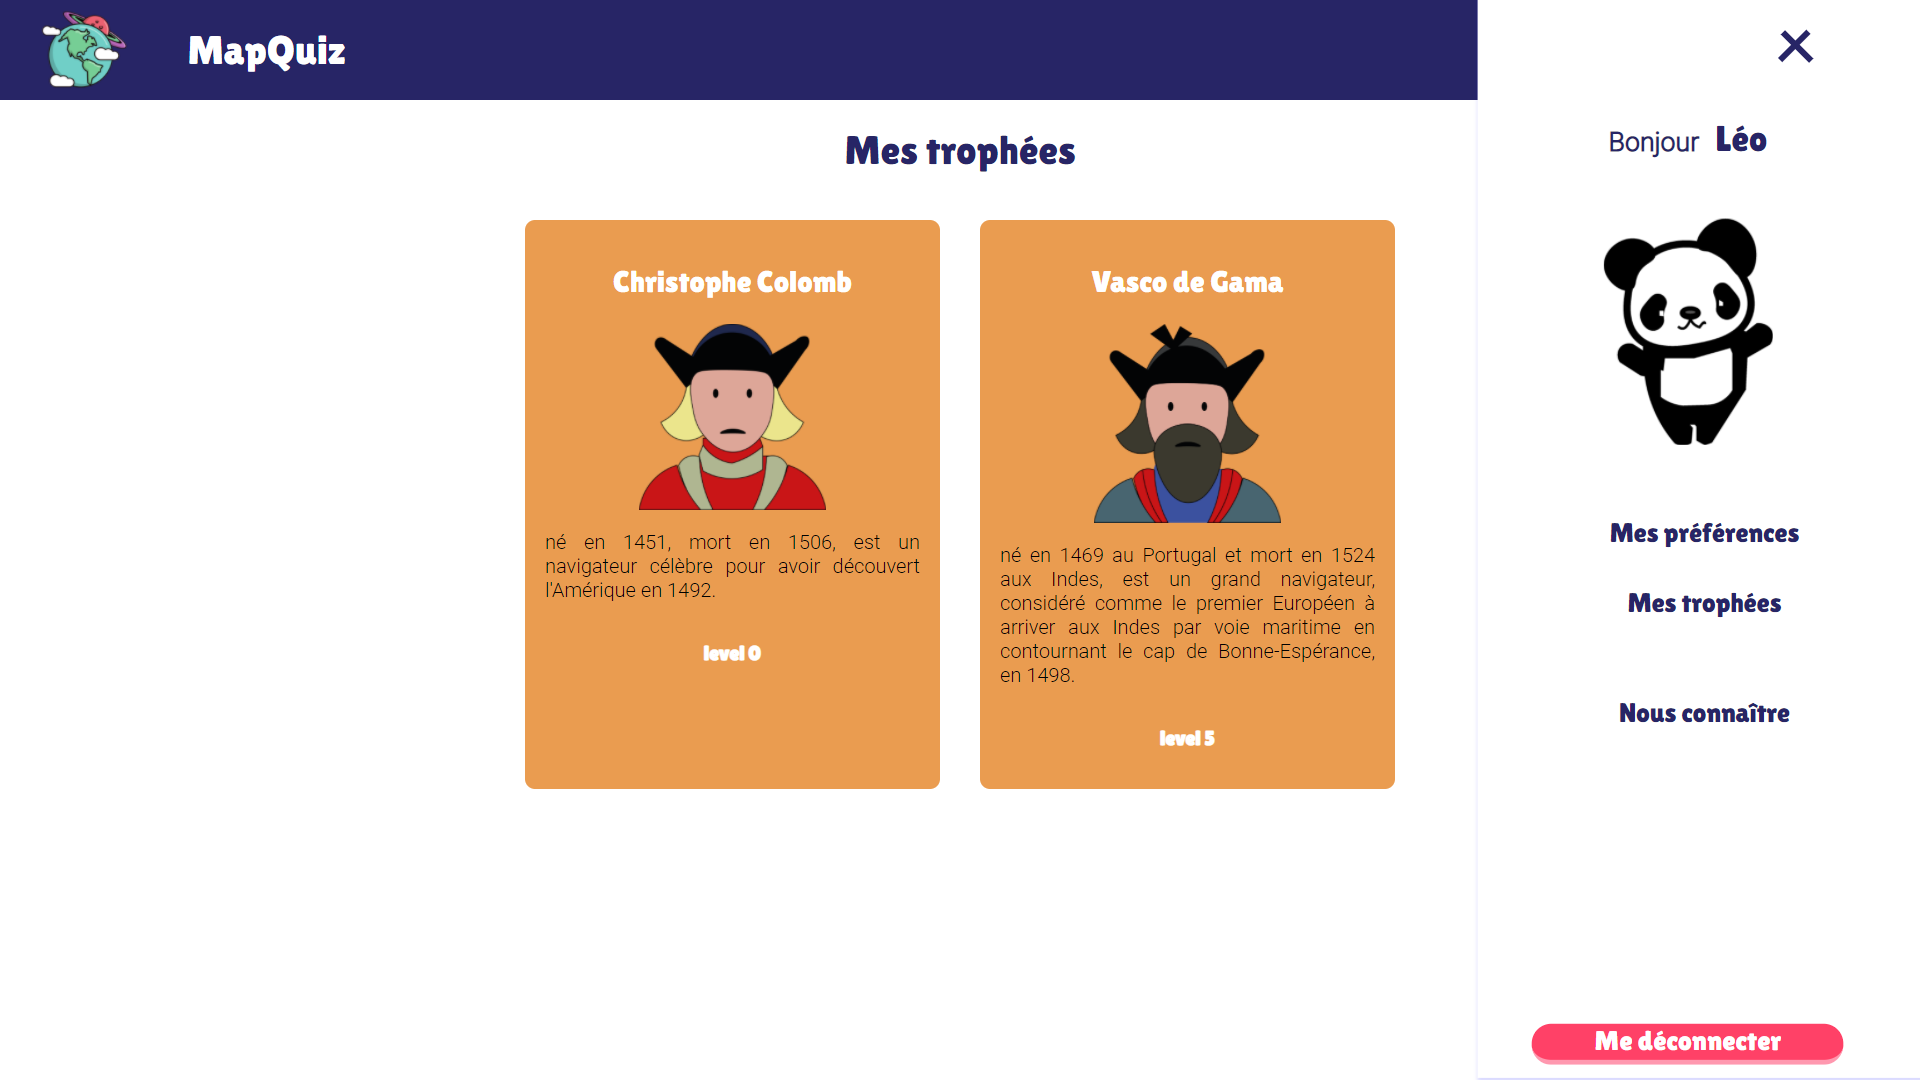 MapQuiz
Mes trophées
Christophe Colomb
né en 1451, mort en 1506, est un
navigateur célèbre pour avoir découvert
l'Amérique en 1492.
level 0
Vasco de Gama
né en 1469 au Portugal et mort en 1524
aux Indes, est un grand navigateur,
considéré comme le premier Européen à
arriver aux Indes par voie maritime en
contournant le cap de Bonne-Espérance,
en 1498.
level 5
Bonjour Léo
Mes préférences
Mes trophées
Nous connaître
Me déconnecter